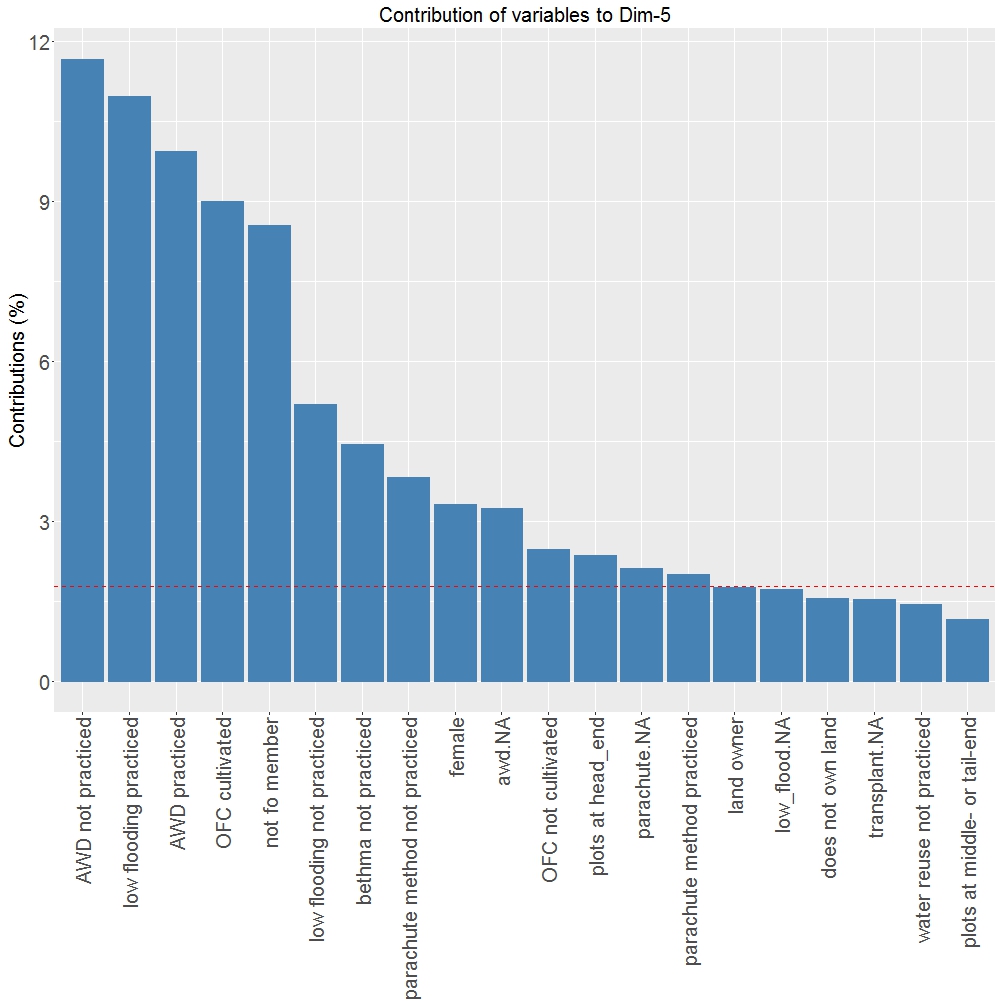 Contribution of variables to Dim-5
Contributions (%)
12
9
6
3
0
AWD not practiced
low flooding practiced
AWD practiced
OFC cultivated
not fo member
low flooding not practiced
bethma not practiced
parachute method not practiced
female
awd.NA
OFC not cultivated
plots at head_end
parachute.NA
parachute method practiced
land owner
low_flood.NA
does not own land
transplant.NA
water reuse not practiced
plots at middle- or tail-end